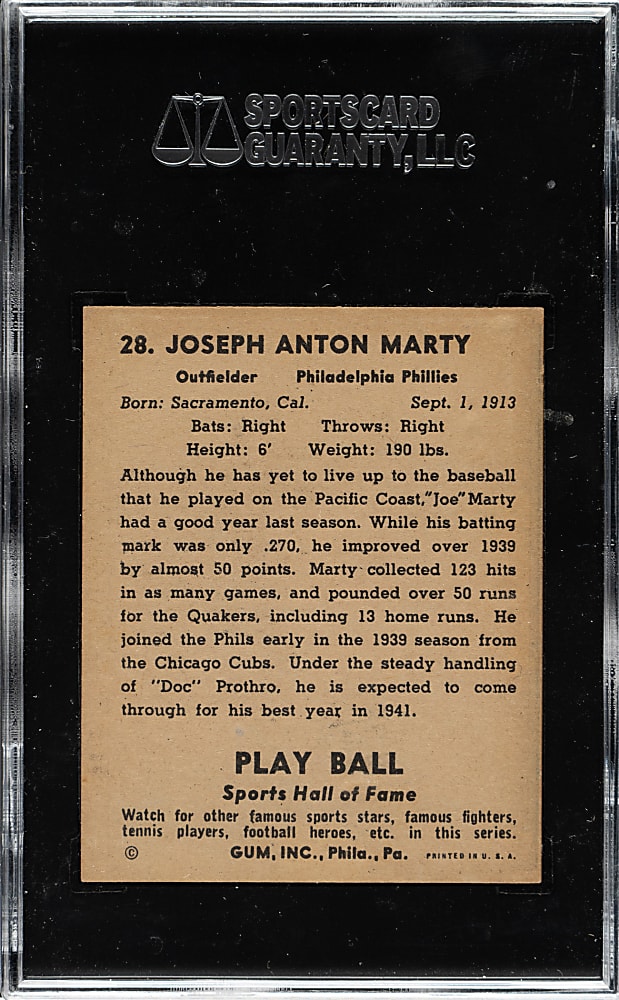 SPORTSCARD
GUARANTY, LLC
28. JOSEPH ANTON MARTY
Outfielder Philadelphia Phillies
Born: Sacramento, Cal. Sept. 1, 1913
Bats: Right Throws: Right
Height: 6' Weight: 190 lbs.
Although he has yet to live up to the baseball
that he played on the Pacific Coast, "Joe" Marty
had a good year last season. While his batting
mark was only .270, he improved over 1939
by almost 50 points. Marty collected 123 hits
in as many games, and pounded over 50 runs
for the Quakers, including 13 home runs. He
joined the Phils early in the 1939 season from
the Chicago Cubs. Under the steady handling
of "Doc" Prothro, he is expected to come
through for his best year in 1941.
PLAY BALL
Sports Hall of Fame
Watch for other famous sports stars, famous fighters,
tennis players, football heroes, etc. in this series.
© GUM, INC., Phila., Pa. PRINTED IN U. S. A.